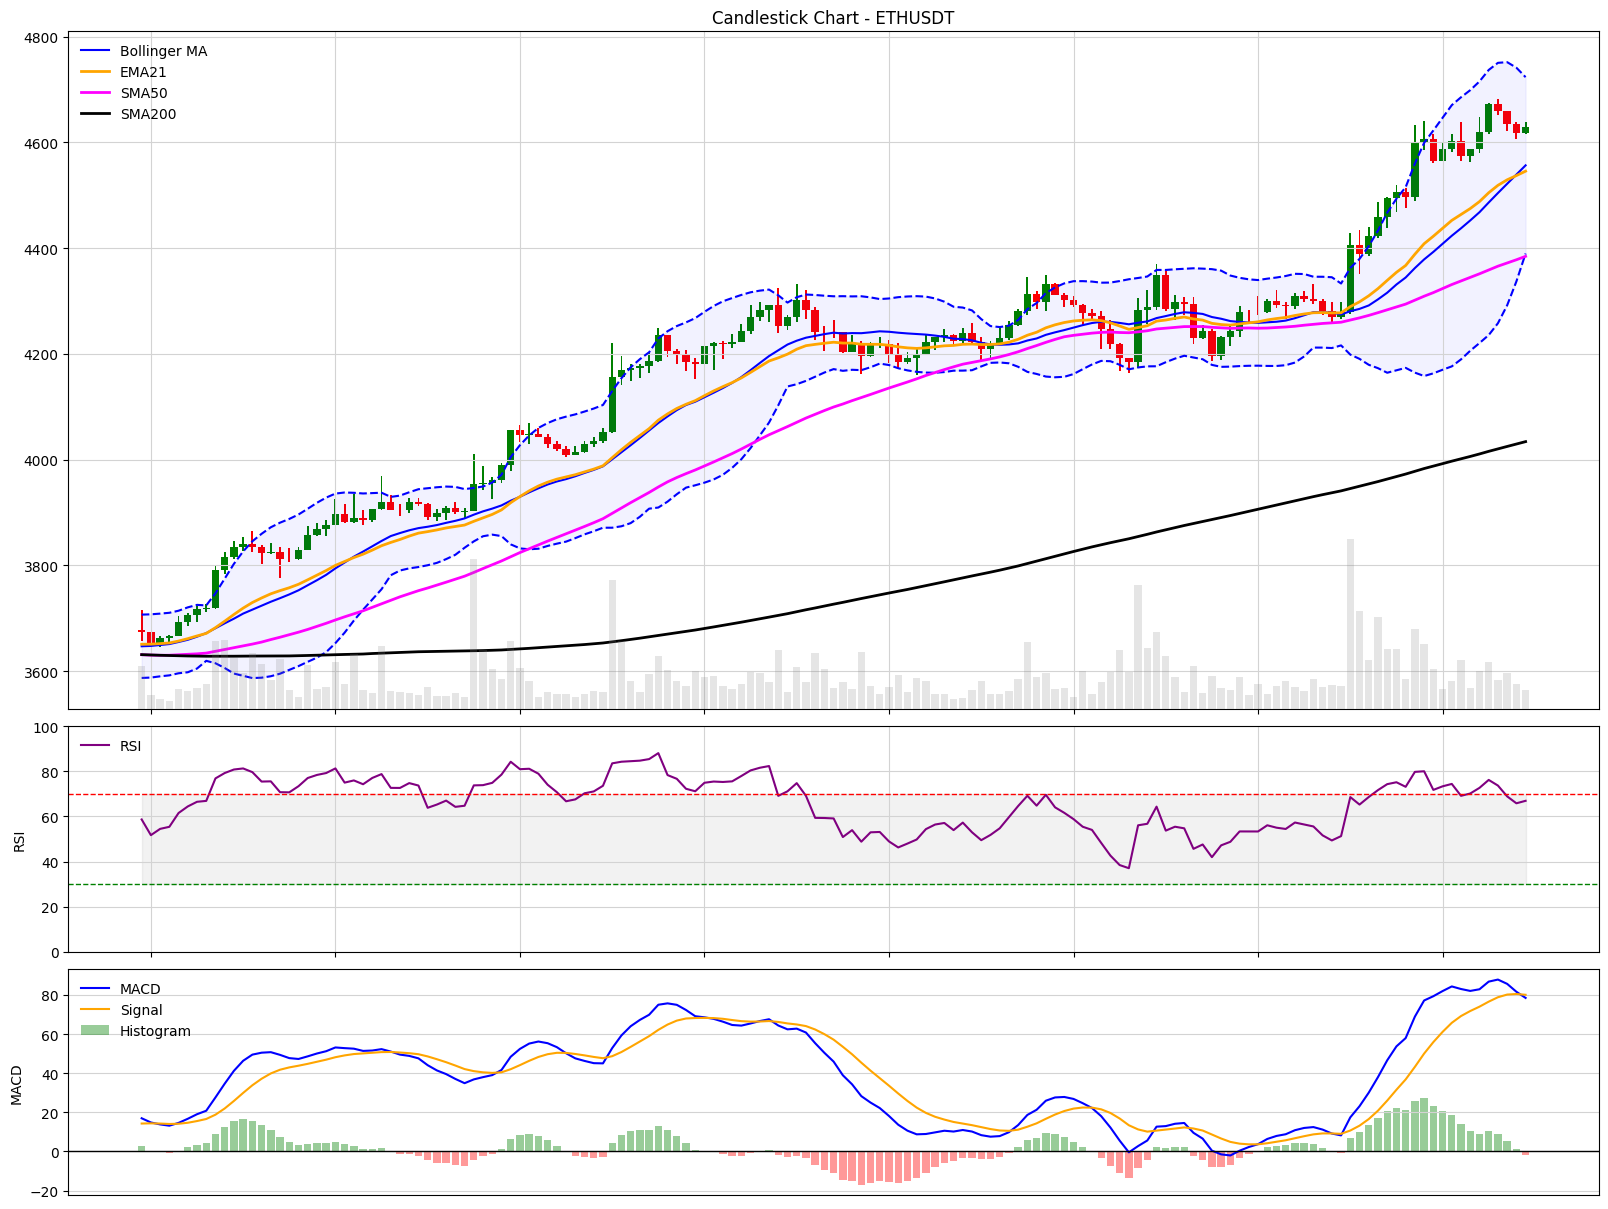 Candlestick Chart - ETHUSDT
4800
4600
4400
4200
4000
3800
3600
Bollinger MA
EMA21
SMA50
SMA200
100
80
60
40
20
0
RSI
RSI
80
60
40
20
0
−20
MACD
MACD
Signal
Histogram